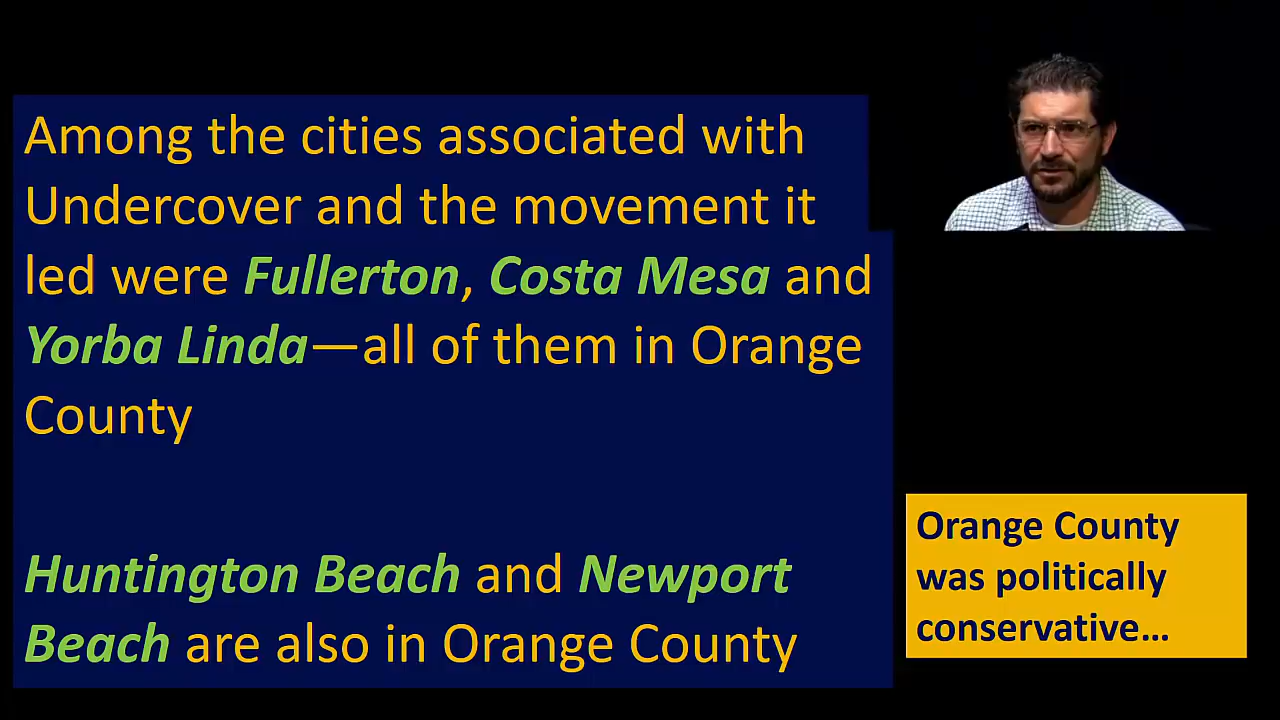 Among the cities associated with
Undercover and the movement it
led were Fullerton, Costa Mesa and
Yorba Linda—all of them in Orange
County
Huntington Beach and Newport
Beach are also in Orange County
Orange County
was politically
conservative…